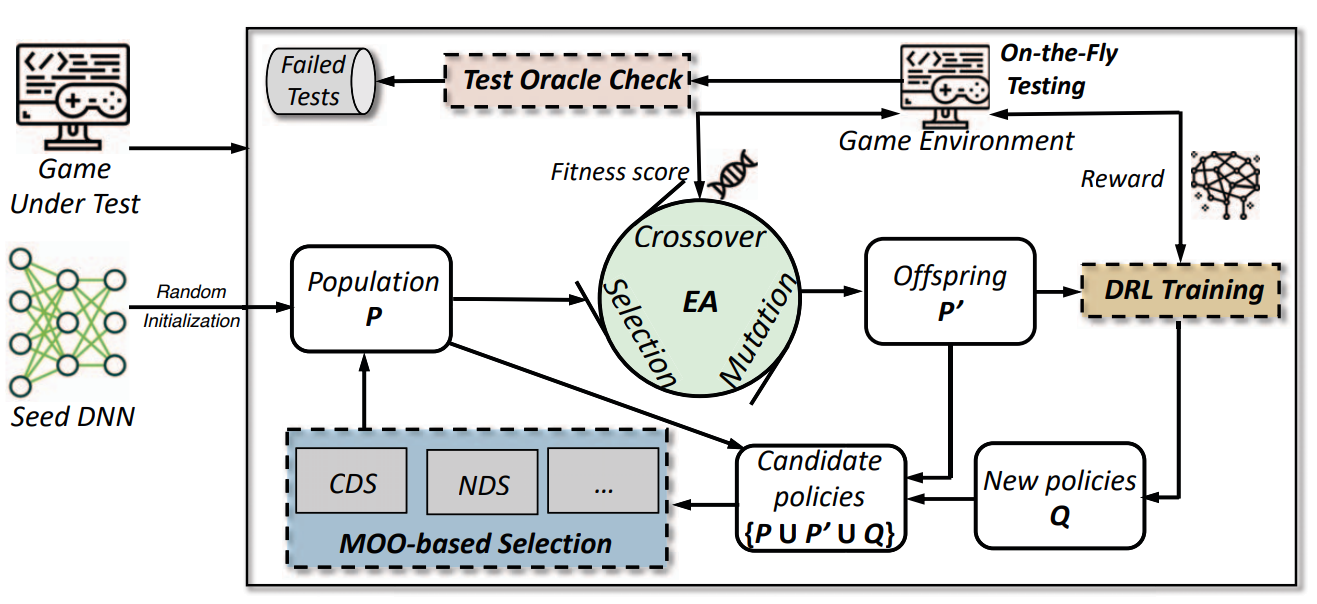 Failed
Tests
Test Oracle Check
On-the-Fly
Testing
Game Environment
Game
Under Test
Fitness score
Reward
Crossover
Selection
EA
Mutation
Population
P
Offspring
P’
DRL Training
Random
Initialization
Seed DNN
CDS
NDS
...
MOO-based Selection
Candidate
policies
{P U P’ U Q}
New policies
Q